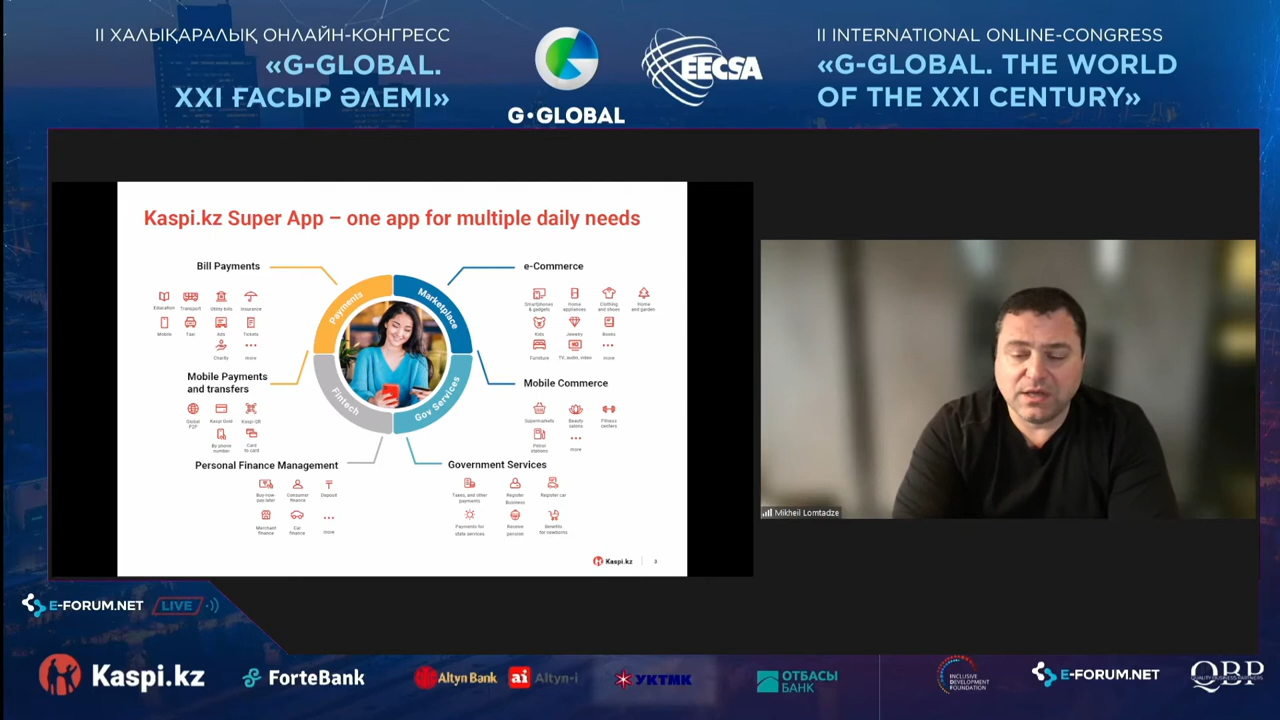 II ХАЛЫҚАРАЛЫҚ ОНЛАЙН-КОНГРЕСС
«G-GLOBAL.
XXI ҒАСЫР ӘЛЕМІ»
G·GLOBAL
EECSA
II INTERNATIONAL ONLINE-CONGRESS
«G-GLOBAL. THE WORLD
OF THE XXI CENTURY»
Kaspi.kz Super App – one app for multiple daily needs
Bill Payments
Education Transport Utility bills Insurance
Mobile Taxi Ads Tickets
Charity more
Mobile Payments
and transfers
Global Kaspi Gold Kaspi QR
P2P
By phone Card
number to card
Personal Finance Management
Buy-now- Consumer Deposit
pay-later finance
Merchant Car more
finance finance
Payments
Marketplace
Fintech
Gov Services
e-Commerce
Smartphones Home Clothing Home
& gadgets appliances and shoes and garden
Kids Jewelry Books
Furniture TV, audio, video more
Mobile Commerce
Supermarkets Beauty Fitness
salons centers
Petrol more
stations
Government Services
Taxes, and other Register Register car
payments Business
Payments for Receive Benefits
state services pension for newborns
Kaspi.kz 3
Mikheil Lomtadze
E-FORUM.NET LIVE
Kaspi.kz
ForteBank
Altyn Bank
ai Altyn-i
УКТМК
ОТБАСЫ
БАНК
INCLUSIVE
DEVELOPMENT
FOUNDATION
E-FORUM.NET
QBP
QUALITY BUSINESS PARTNERS